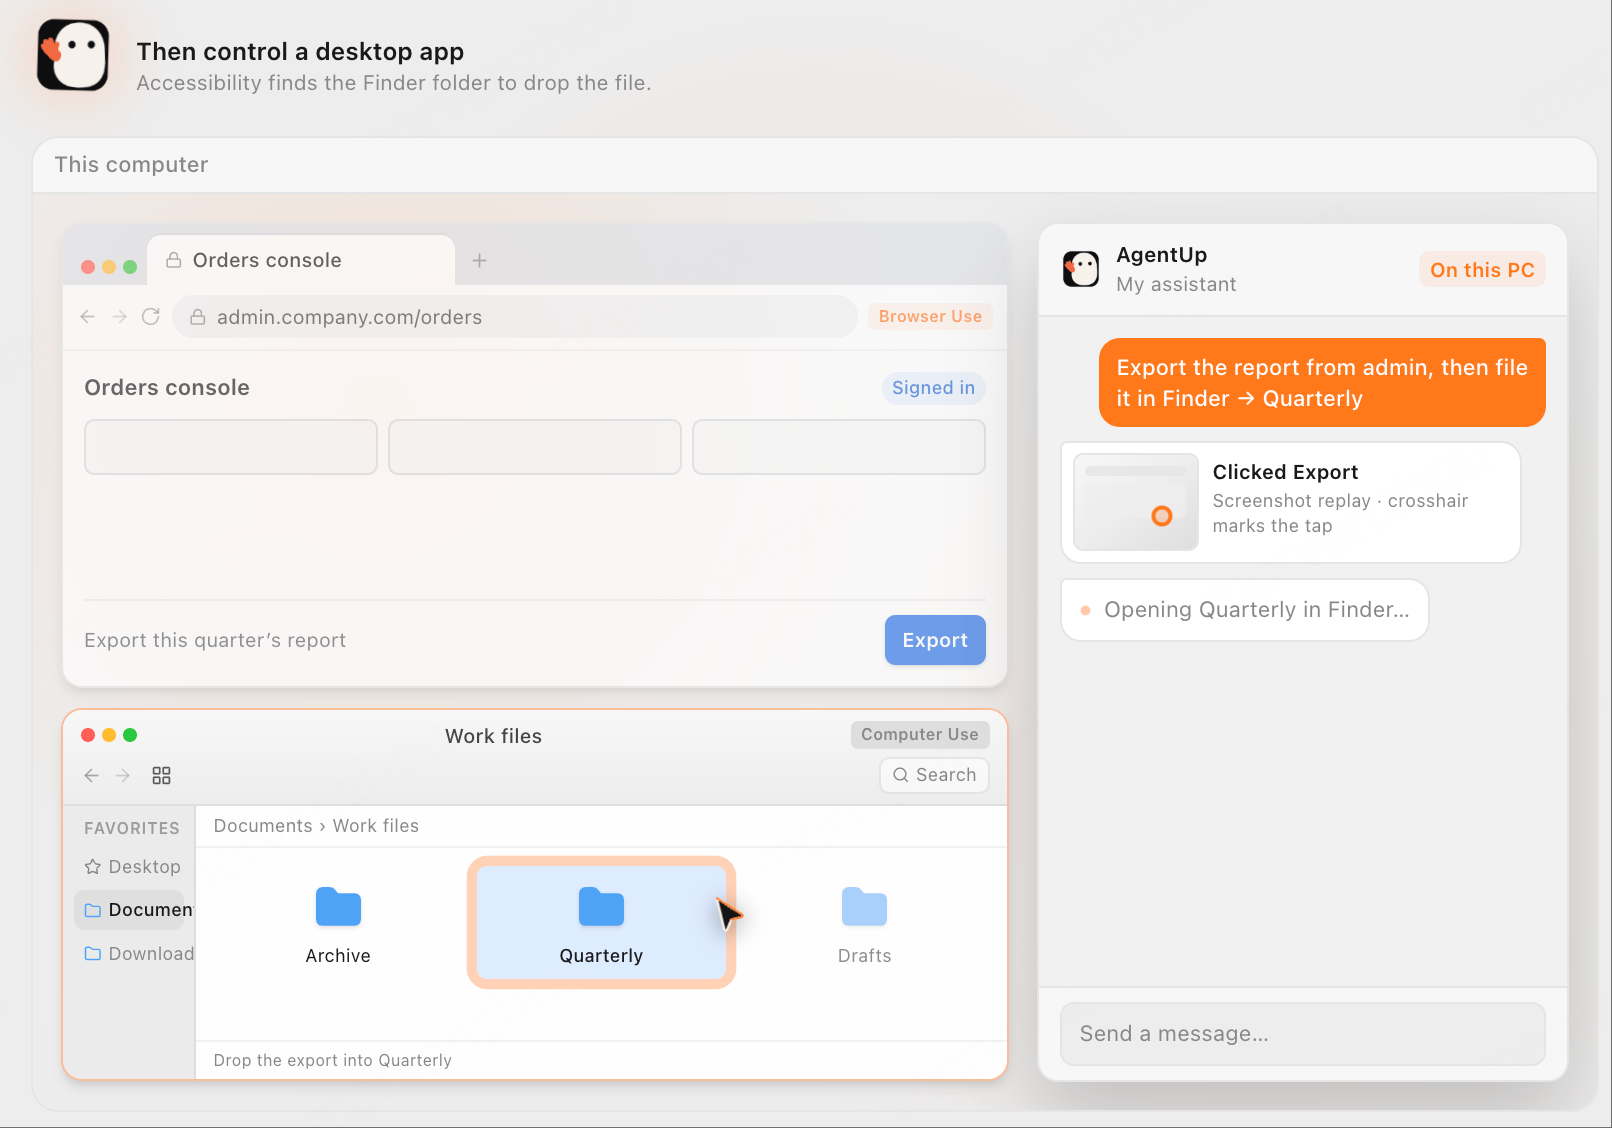 Then control a desktop app
Accessibility finds the Finder folder to drop the file.
This computer
Orders console
admin.company.com/orders
Browser Use
Orders console
Signed in
Export this quarter’s report
Export
Work files
Computer Use
Search
FAVORITES
Desktop
Documen
Download
Documents › Work files
Archive
Quarterly
Drafts
Drop the export into Quarterly
AgentUp
My assistant
On this PC
Export the report from admin, then file
it in Finder → Quarterly
Clicked Export
Screenshot replay · crosshair
marks the tap
Opening Quarterly in Finder...
Send a message...